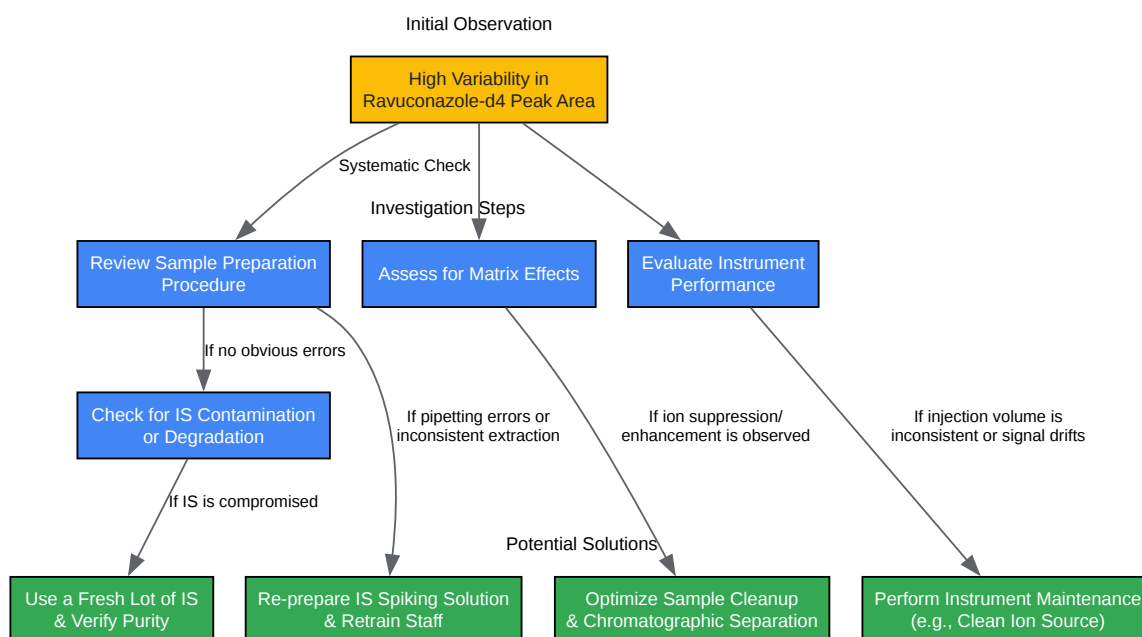 Initial Observation
High Variability in
Ravuconazole-d4 Peak Area
Systematic Check
Investigation Steps
Review Sample Preparation
Procedure
Assess for Matrix Effects
Evaluate Instrument
Performance
If no obvious errors
Check for IS Contamination
or Degradation
If pipetting errors or
inconsistent extraction
If ion suppression/
enhancement is observed
If injection volume is
inconsistent or signal drifts
If IS is compromised
Potential Solutions
Use a Fresh Lot of IS
& Verify Purity
Re-prepare IS Spiking Solution
& Retrain Staff
Optimize Sample Cleanup
& Chromatographic Separation
Perform Instrument Maintenance
(e.g., Clean Ion Source)